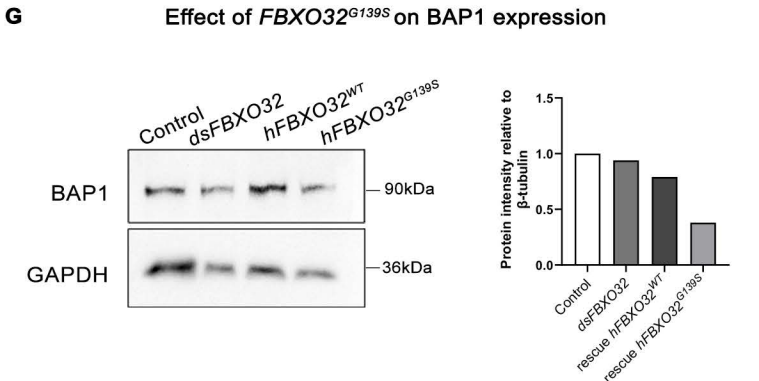 G
Effect of FBXO32G139S on BAP1 expression
Control
dsFBXO32
hFBXO32WT
hFBXO32G139S
BAP1
90kDa
GAPDH
36kDa
Protein intensity relative to
β-tubulin
1.5
1.0
0.5
0.0
Control
dsFBXO32
rescue hFBXO32WT
rescue hFBXO32G139S